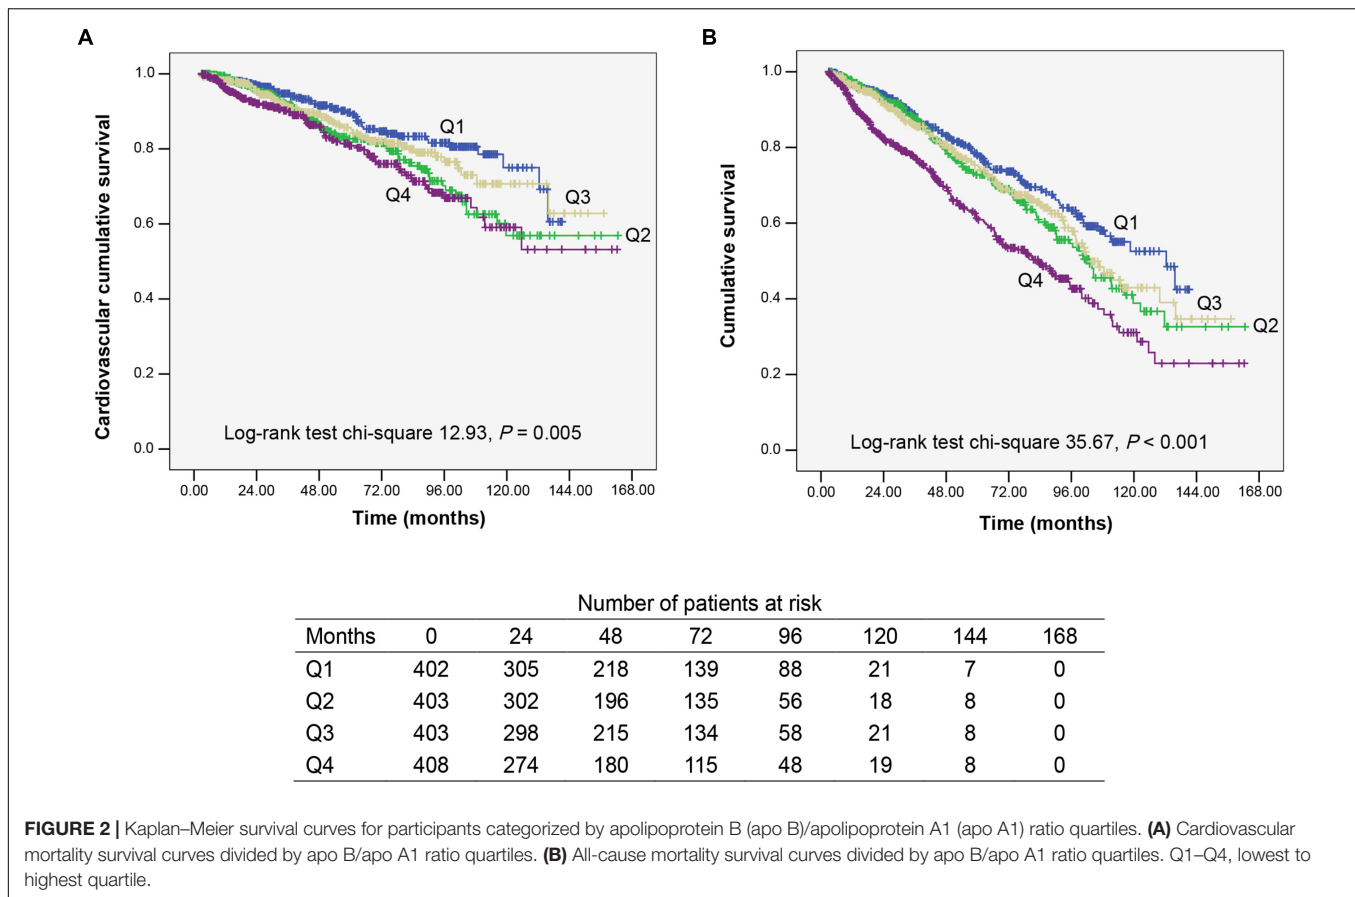 A
Cardiovascular cumulative survival
1.0
0.8
0.6
0.4
0.2
0.0
Q1
Q3
Q4
Q2
Log-rank test chi-square 12.93, P = 0.005
0.00 24.00 48.00 72.00 96.00 120.00 144.00 168.00
Time (months)
B
Cumulative survival
1.0
0.8
0.6
0.4
0.2
0.0
Q1
Q4
Q3
Q2
Log-rank test chi-square 35.67, P < 0.001
0.00 24.00 48.00 72.00 96.00 120.00 144.00 168.00
Time (months)
Number of patients at risk
Months 0 24 48 72 96 120 144 168
Q1 402 305 218 139 88 21 7 0
Q2 403 302 196 135 56 18 8 0
Q3 403 298 215 134 58 21 8 0
Q4 408 274 180 115 48 19 8 0
FIGURE 2 | Kaplan–Meier survival curves for participants categorized by apolipoprotein B (apo B)/apolipoprotein A1 (apo A1) ratio quartiles. (A) Cardiovascular
mortality survival curves divided by apo B/apo A1 ratio quartiles. (B) All-cause mortality survival curves divided by apo B/apo A1 ratio quartiles. Q1–Q4, lowest to
highest quartile.